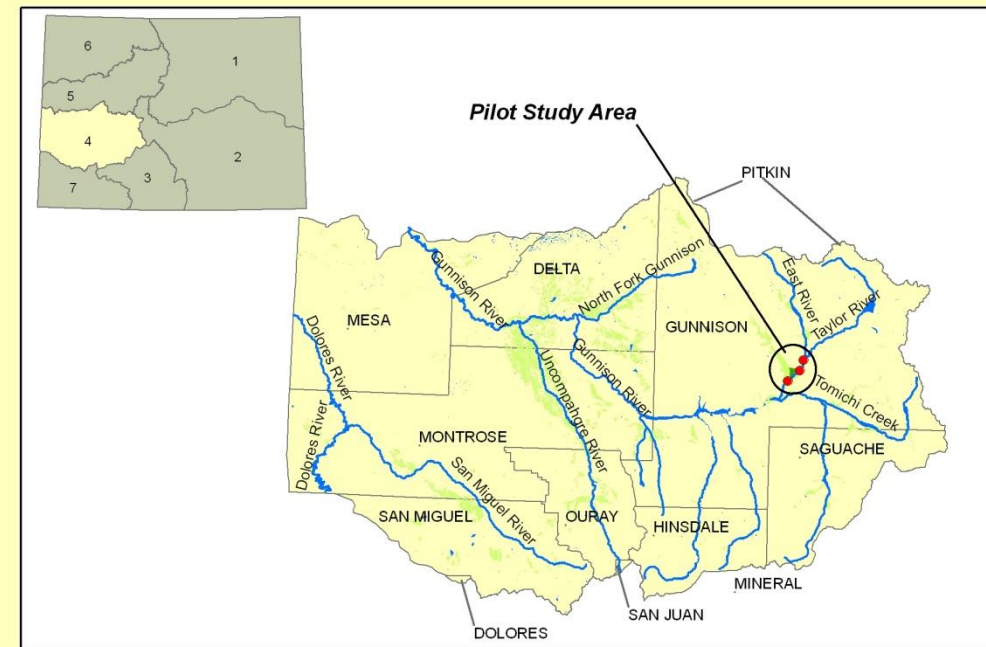 6
1
5
4
2
3
7
Pilot Study Area
PITKIN
Gunnison River
DELTA
North Fork Gunnison
East River
Taylor River
MESA
GUNNISON
Dolores River
Uncompahgre River
Gunnison River
Tomichi Creek
Dolores River
MONTROSE
SAGUACHE
San Miguel River
SAN MIGUEL
OURAY
HINSDALE
MINERAL
SAN JUAN
DOLORES